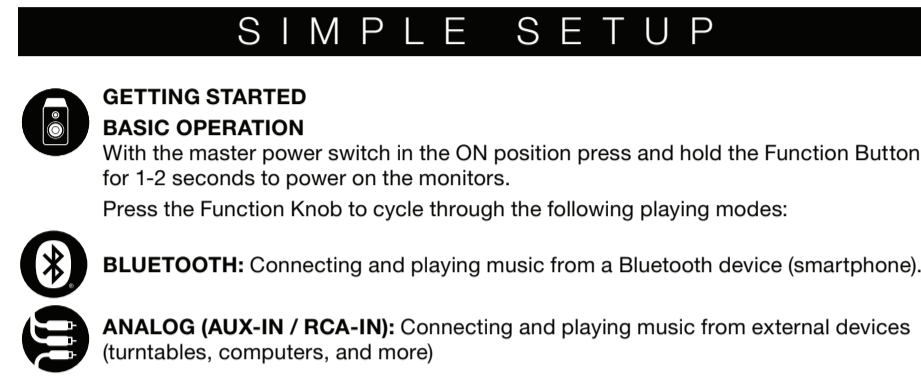 SIMPLE SETUP
GETTING STARTED
BASIC OPERATION
With the master power switch in the ON position press and hold the Function Button
for 1-2 seconds to power on the monitors.
Press the Function Knob to cycle through the following playing modes:
BLUETOOTH: Connecting and playing music from a Bluetooth device (smartphone).
ANALOG (AUX-IN / RCA-IN): Connecting and playing music from external devices
(turntables, computers, and more)